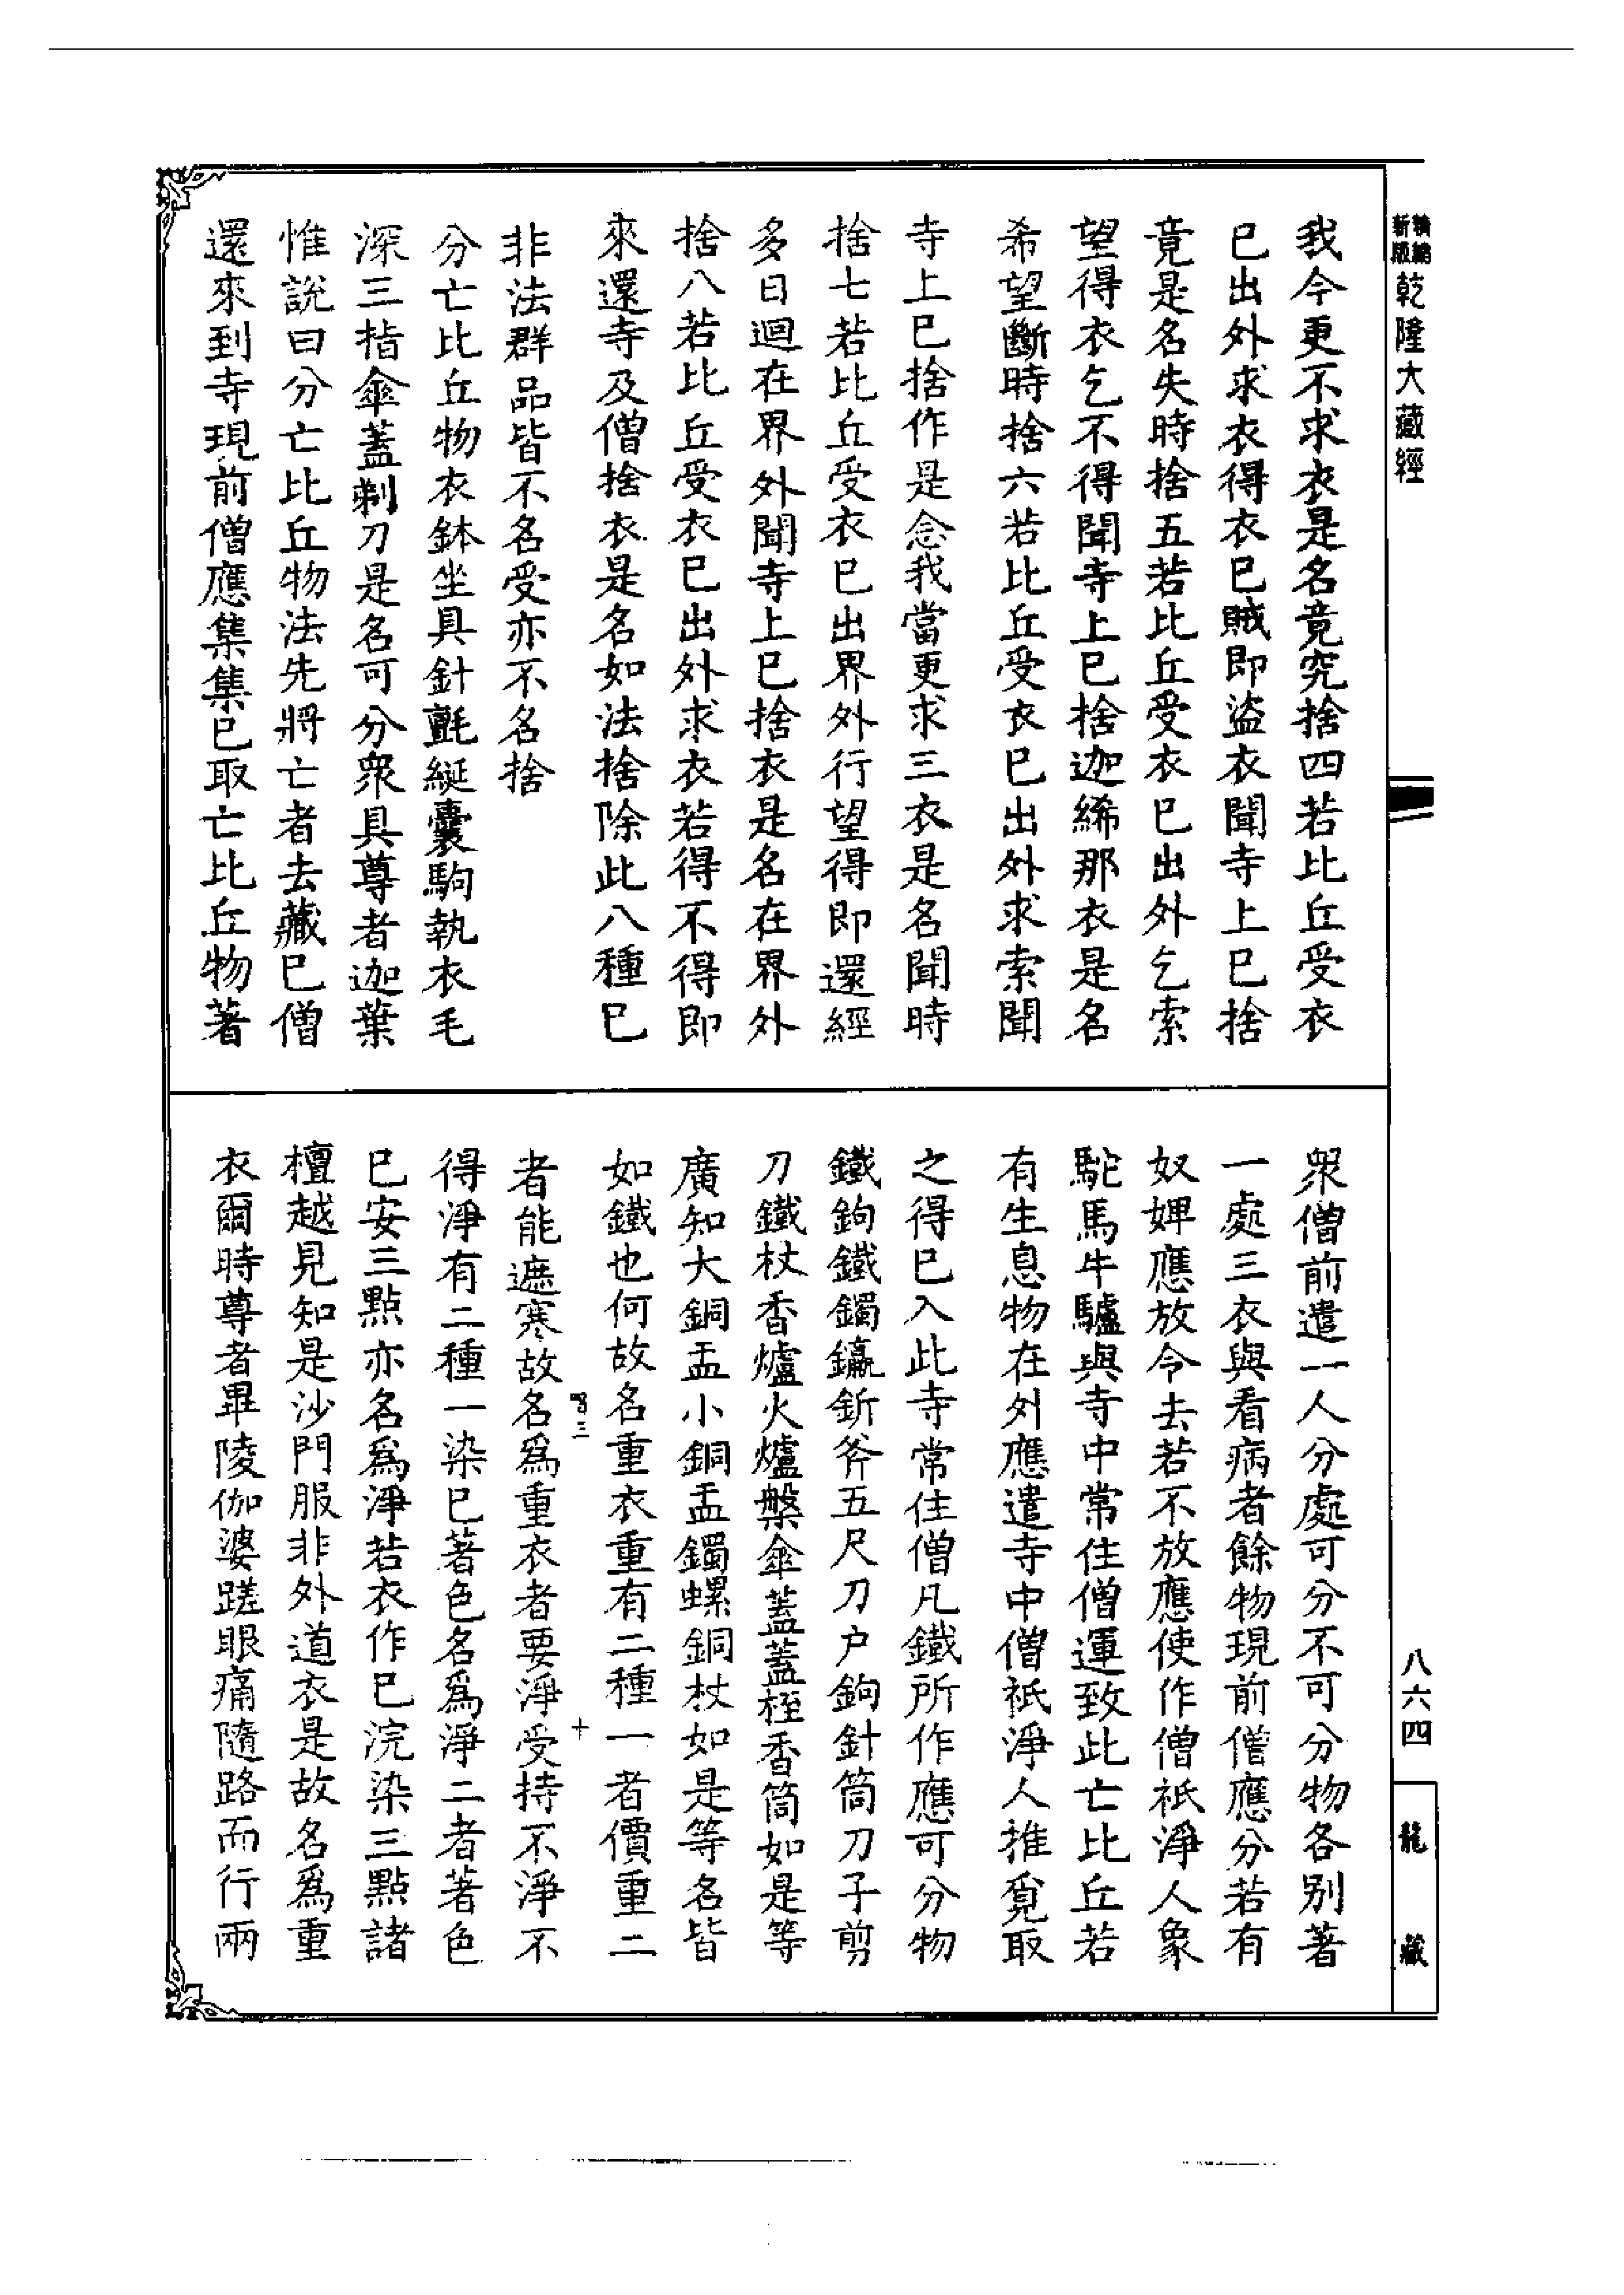 新版精編乾隆大藏經
我今更不求衣是名竟究捨四若比丘受衣
已出外求衣得衣已賊即盜衣聞寺上已捨
竟是名失時捨五若比丘受衣已出外乞索
望得衣乞不得聞寺上已捨迦絺那衣是名
希望斷時捨六若比丘受衣已出外求索聞
寺上已捨作是念我當更求三衣是名聞時
捨七若比丘受衣已出界外行望得即還經
多日迴在界外聞寺上已捨衣是名在界外
捨八若比丘受衣已出外求衣若得不得即
來還寺及僧捨衣是名如法捨除此八種已
非法群品皆不名受亦不名捨
分亡比丘物衣鉢坐具針氈綖囊駒執衣毛
深三指傘蓋剃刀是名可分衆具尊者迦葉
惟說曰分亡比丘物法先將亡者去藏已僧
還來到寺現前僧應集集已取亡比丘物著
衆僧前遣一人分處可分不可分物各別著
一處三衣與看病者餘物現前僧應分若有
奴婢應放令去若不放應使作僧祇淨人象
駝馬牛驢與寺中常住僧運致此亡比丘若
有生息物在外應遣寺中僧祇淨人推覓取
之得已入此寺常住僧凡鐵所作應可分物
鐵鉤鐵鐲鑷釿斧五尺刀户鉤針筒刀子剪
刀鐵杖香爐火爐槃傘蓋蓋桎香筒如是等
廣知大銅盂小銅盂鐲螺銅杖如是等名皆
如鐵也何故名重衣重有二種一者價重二
者能遮寒故名爲重衣者要淨受持不淨不
得淨有二種一染已著色名爲淨二者著色
已安三點亦名爲淨若衣作已浣染三點諸
檀越見知是沙門服非外道衣是故名爲重
衣爾時尊者畢陵伽婆蹉眼痛隨路而行兩
八六四
龍藏
十